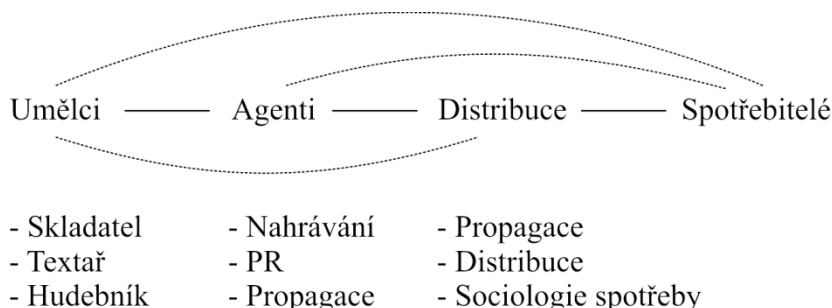 Umělci Agenti Distribuce Spotřebitelé
- Skladatel - Nahrávání - Propagace
- Textař - PR - Distribuce
- Hudebník - Propagace - Sociologie spotřeby